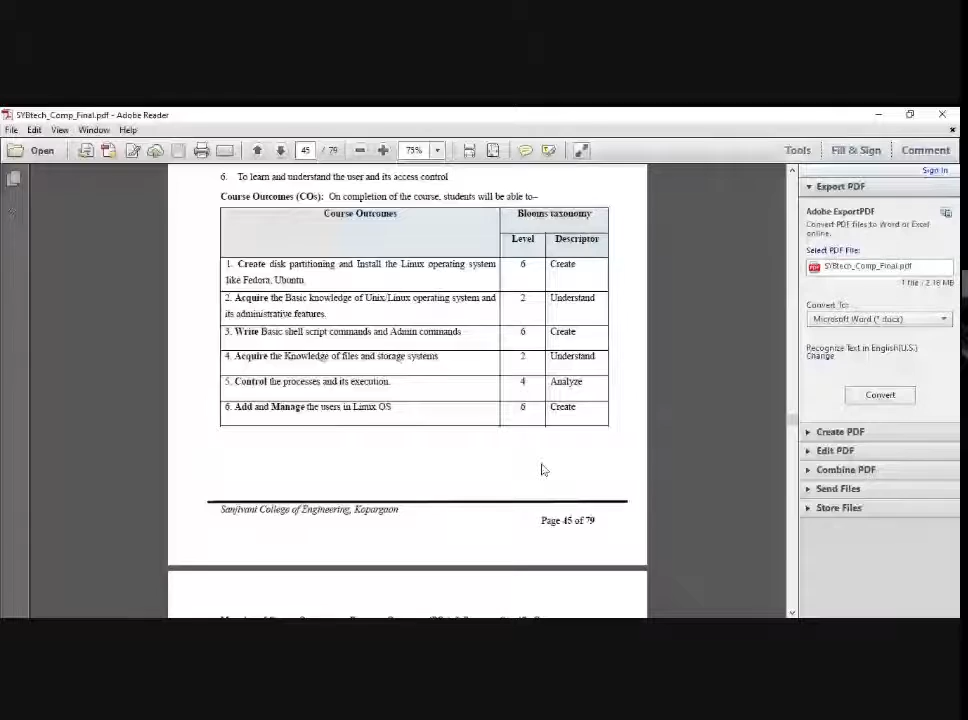 SYBtech_Comp_Final.pdf - Adobe Reader
File Edit View Window Help
Open 45 / 79 75% Tools Fill & Sign Comment
Sign In
6. To learn and understand the user and its access control
Course Outcomes (COs): On completion of the course, students will be able to–
Course Outcomes Blooms taxonomy
Level Descriptor
1. Create disk partitioning and Install the Linux operating system 6 Create
like Fedora, Ubuntu
2. Acquire the Basic knowledge of Unix/Linux operating system and 2 Understand
its administrative features.
3. Write Basic shell script commands and Admin commands 6 Create
4. Acquire the Knowledge of files and storage systems 2 Understand
5. Control the processes and its execution. 4 Analyze
6. Add and Manage the users in Linux OS 6 Create
Sanjivani College of Engineering, Kopargaon
Page 45 of 79
Export PDF
Adobe ExportPDF
Convert PDF files to Word or Excel
online.
Select PDF File:
SYBtech_Comp_Final.pdf
1 file / 2.18 MB
Convert To:
Microsoft Word (*.docx)
Recognize Text in English(U.S.)
Change
Convert
Create PDF
Edit PDF
Combine PDF
Send Files
Store Files